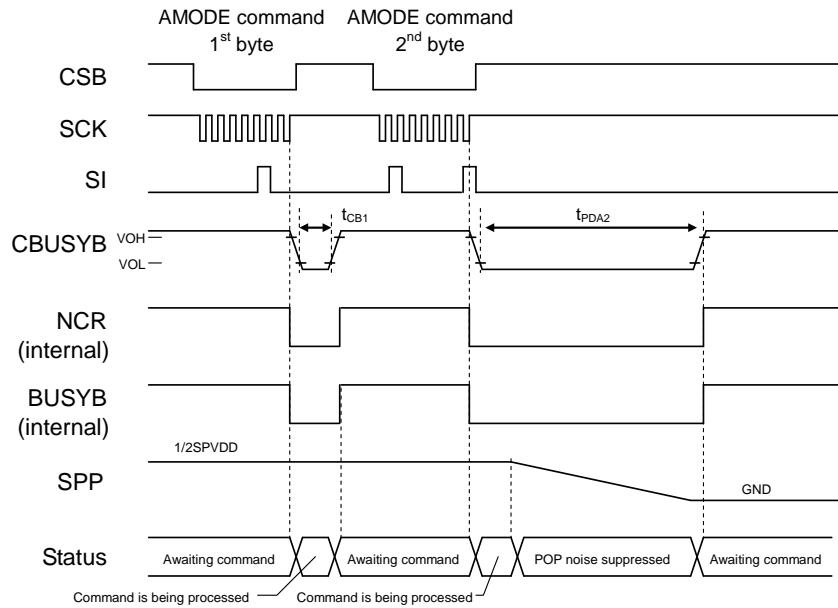 AMODE command
1st byte
AMODE command
2nd byte
CSB
SCK
SI
tCB1
tPDA2
CBUSYB
VOH
VOL
NCR
(internal)
BUSYB
(internal)
1/2SPVDD
SPP
GND
Status
Awaiting command
Awaiting command
POP noise suppressed
Awaiting command
Command is being processed
Command is being processed